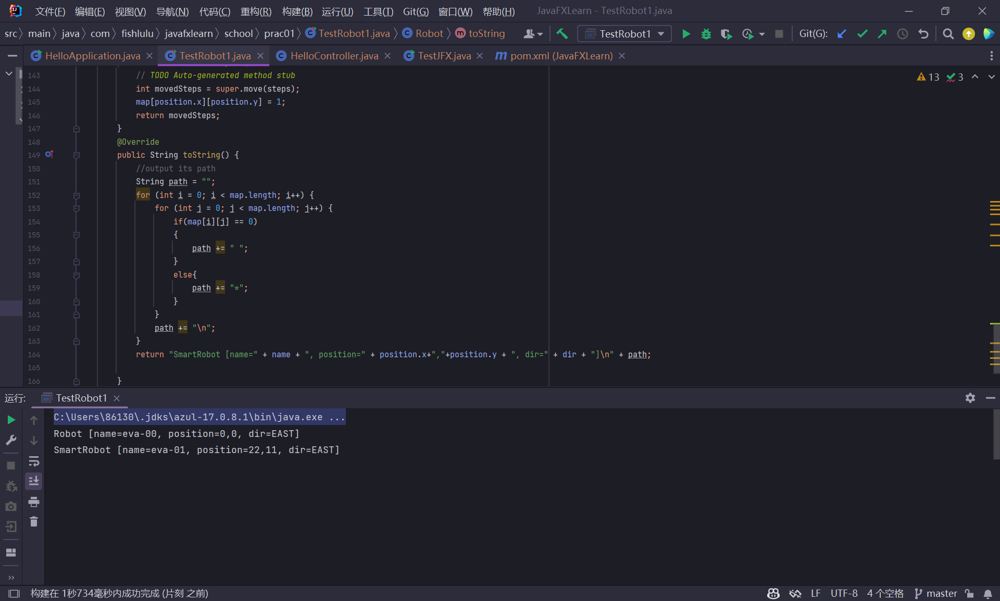 文件(F) 编辑(E) 视图(V) 导航(N) 代码(C) 重构(R) 构建(B) 运行(U) 工具(T) Git(G) 窗口(W) 帮助(H) JavaFXLearn - TestRobot1.java
src main java com fishlulu javafxlearn school prac01 TestRobot1.java Robot toString TestRobot1 Git(G):
HelloApplication.java TestRobot1.java HelloController.java TestJFX.java pom.xml (JavaFXLearn)
13 3
143 // TODO Auto-generated method stub
144 int movedSteps = super.move(steps);
145 map[position.x][position.y] = 1;
146 return movedSteps;
147 }
148 @Override
149 public String toString() {
150 //output its path
151 String path = "";
152 for (int i = 0; i < map.length; i++) {
153 for (int j = 0; j < map.length; j++) {
154 if(map[i][j] == 0)
155 {
156 path += " ";
157 }
158 else{
159 path += "*";
160 }
161 }
162 path += "\n";
163 }
164 return "SmartRobot [name=" + name + ", position=" + position.x+","+position.y + ", dir=" + dir + "]\n" + path;
165
166 }
运行: TestRobot1
C:\Users\86130\.jdks\azul-17.0.8.1\bin\java.exe ...
Robot [name=eva-00, position=0,0, dir=EAST]
SmartRobot [name=eva-01, position=22,11, dir=EAST]
构建在 1秒734毫秒内成功完成 (片刻 之前) LF UTF-8 4 个空格 master